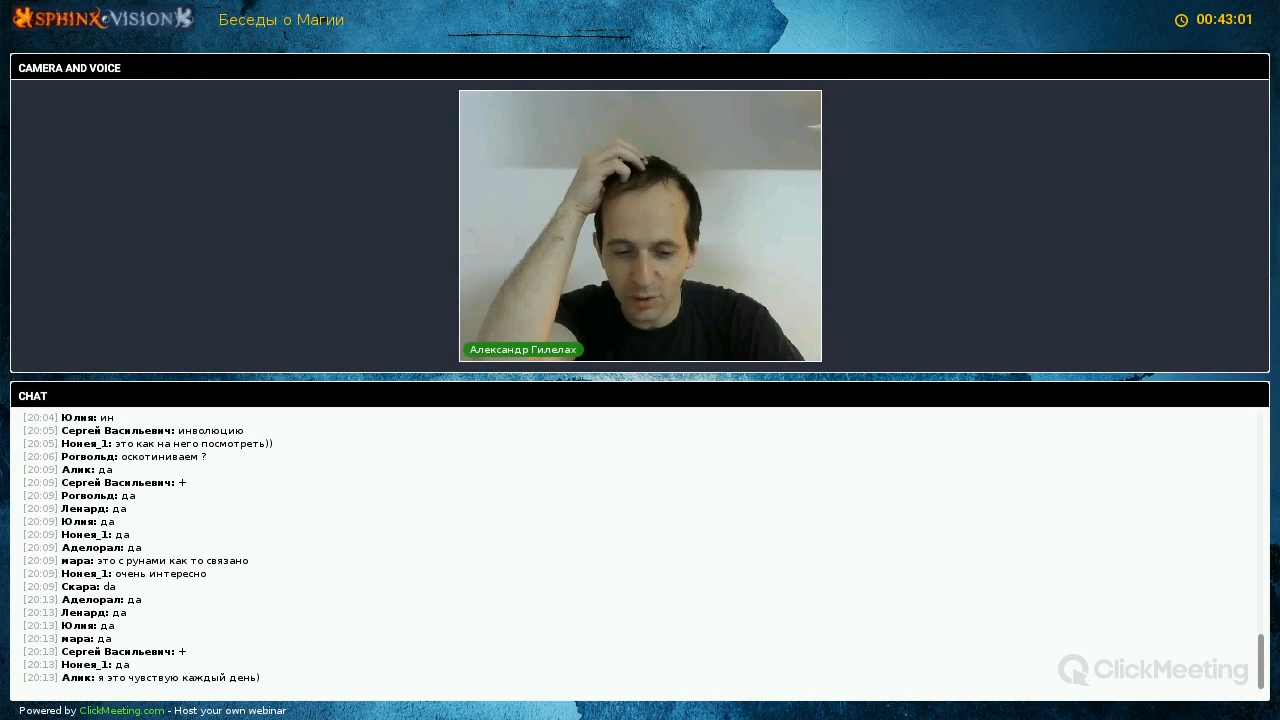 SPHINX VISION
Беседы о Магии
00:43:01
CAMERA AND VOICE
Александр Гилелах
CHAT
[20:04] Юлия: ин
[20:05] Сергей Васильевич: инволюцию
[20:05] Нонея_1: это как на него посмотреть))
[20:06] Рогвольд: оскотиниваем ?
[20:09] Алик: да
[20:09] Сергей Васильевич: +
[20:09] Рогвольд: да
[20:09] Ленард: да
[20:09] Юлия: да
[20:09] Нонея_1: да
[20:09] Аделорал: да
[20:09] мара: это с рунами как то связано
[20:09] Нонея_1: очень интересно
[20:09] Скара: da
[20:13] Аделорал: да
[20:13] Ленард: да
[20:13] Юлия: да
[20:13] мара: да
[20:13] Сергей Васильевич: +
[20:13] Нонея_1: да
[20:13] Алик: я это чувствую каждый день)
ClickMeeting
Powered by ClickMeeting.com - Host your own webinar